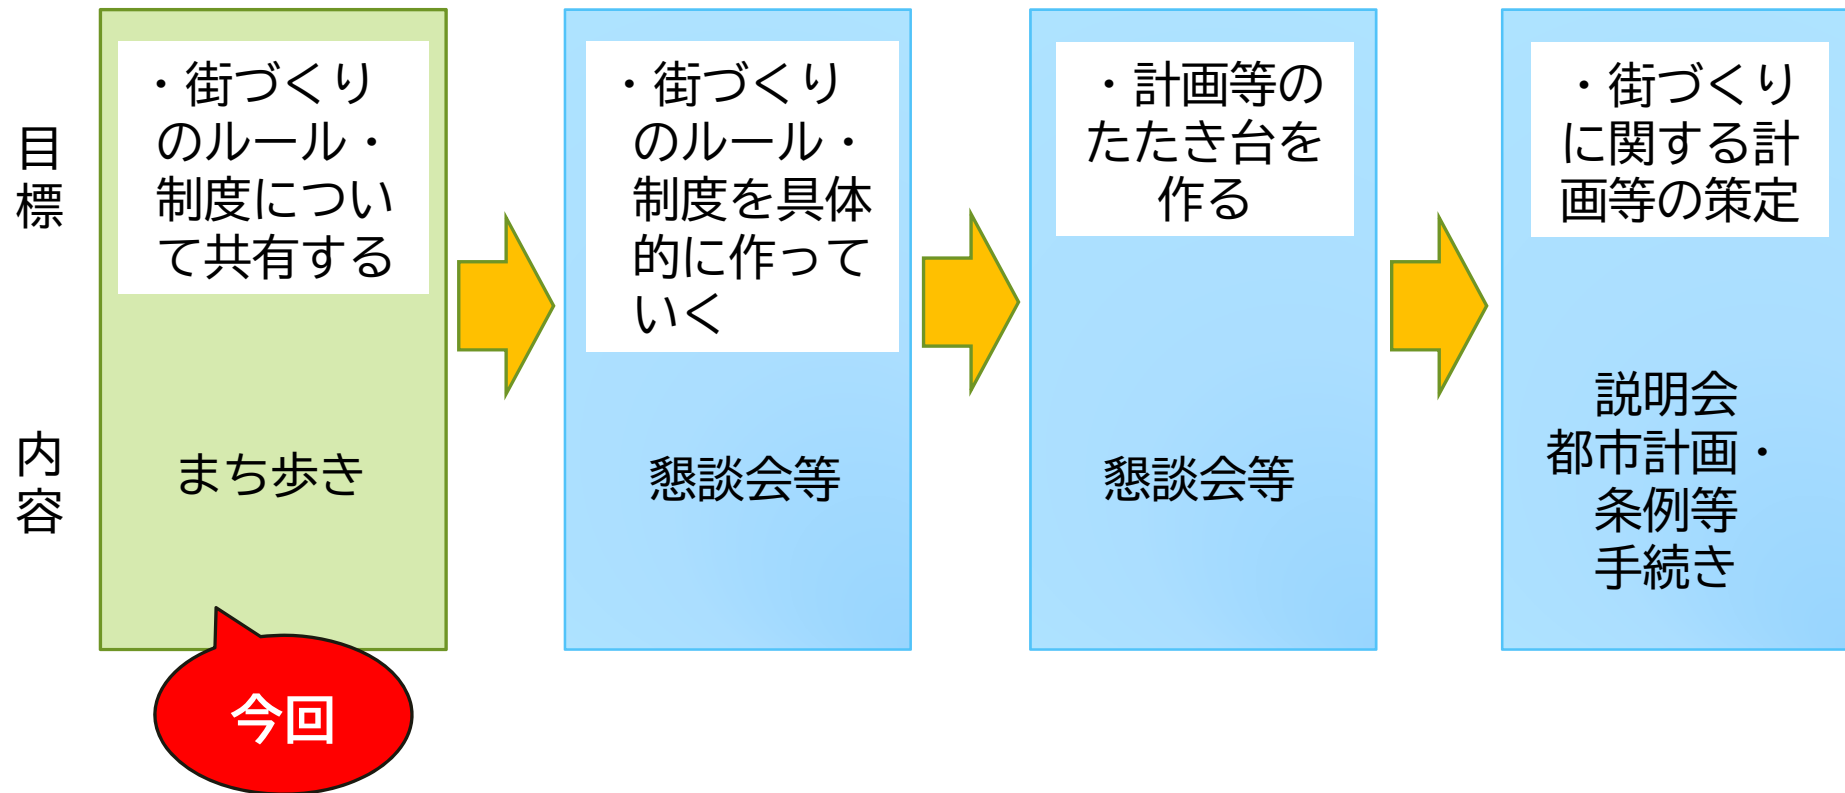 目標
・街づくり
のルール・
制度につい
て共有する
・街づくり
のルール・
制度を具体
的に作って
いく
・計画等の
たたき台を
作る
・街づくり
に関する計
画等の策定
内容
まち歩き
懇談会等
懇談会等
説明会
都市計画・
条例等
手続き
今回